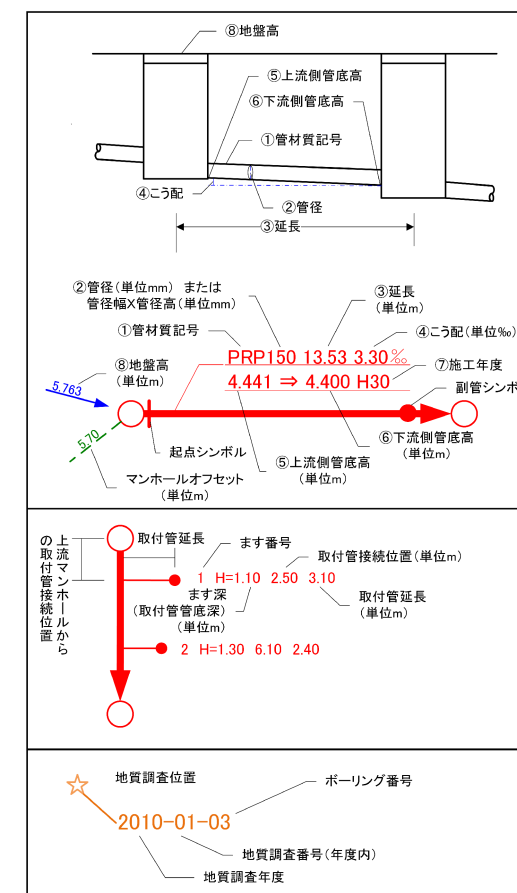 ⑧地盤高
⑤上流側管底高
⑥下流側管底高
①管材質記号
④こう配
②管径
③延長
②管径(単位mm) または
管径幅X管径高(単位mm)
③延長
(単位m)
①管材質記号
④こう配(単位‰)
PRP150 13.53 3.30‰
⑧地盤高
(単位m)
⑦施工年度
4.441 ⇒ 4.400 H30
副管シンボ
5.763
5.70
起点シンボル
⑥下流側管底高
(単位m)
⑤上流側管底高
(単位m)
マンホールオフセット
(単位m)
上流マンホールから
の取付管接続位置
取付管延長
ます番号
取付管接続位置(単位m)
1 H=1.10 2.50 3.10
ます深
(取付管管底深)
(単位m)
取付管延長
(単位m)
2 H=1.30 6.10 2.40
地質調査位置
ボーリング番号
2010-01-03
地質調査番号(年度内)
地質調査年度